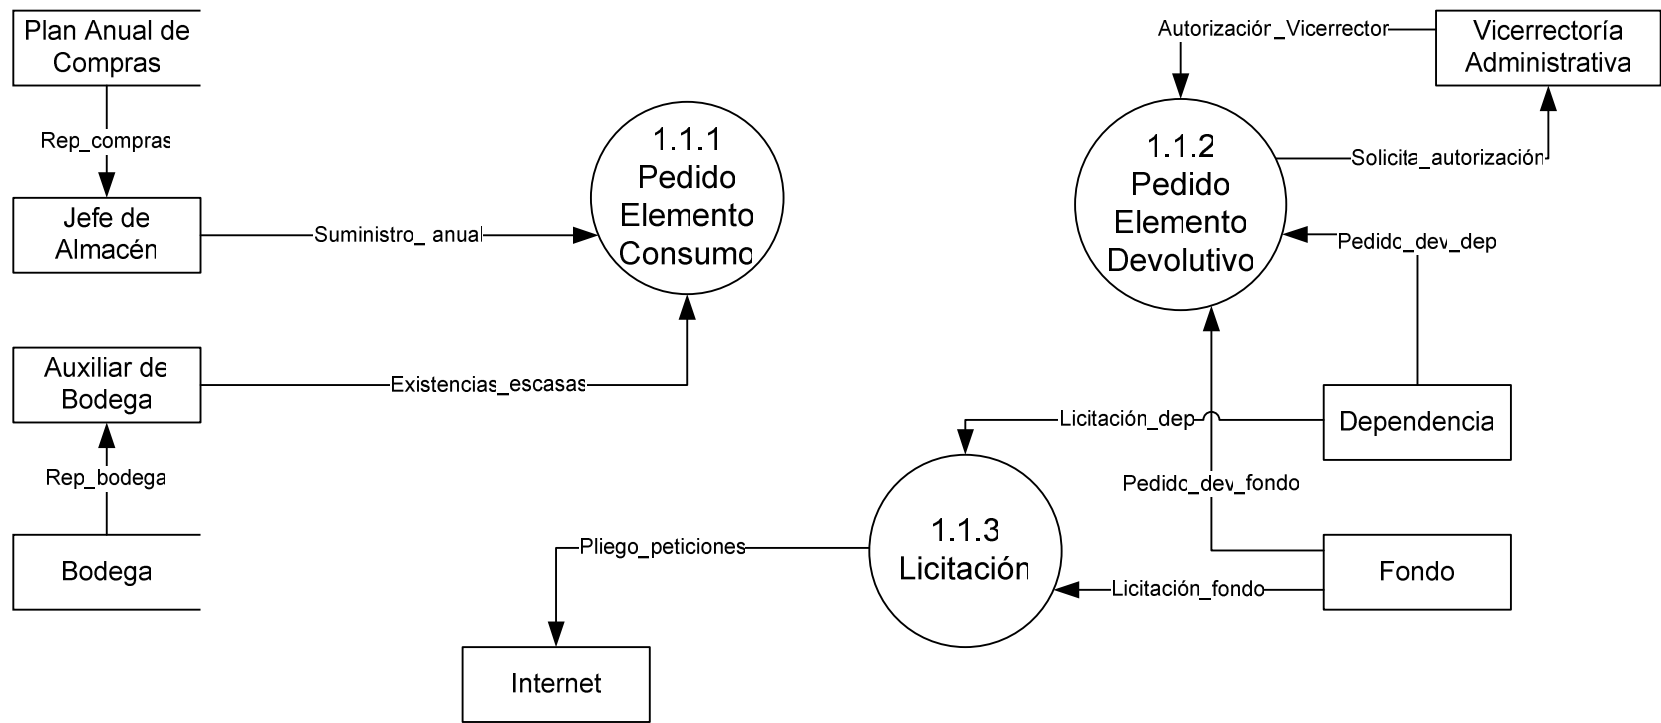 Plan Anual de
Compras
Rep_compras
Jefe de
Almacén
Suministro_ anual
1.1.1
Pedido
Elemento
Consumo
Auxiliar de
Bodega
Existencias_escasas
Rep_bodega
Bodega
Autorización_Vicerrector
Vicerrectoría
Administrativa
1.1.2
Pedido
Elemento
Devolutivo
Solicita_autorización
Pedido_dev_dep
Dependencia
Licitación_dep
Pedido_dev_fondo
1.1.3
Licitación
Pliego_peticiones
Licitación_fondo
Fondo
Internet